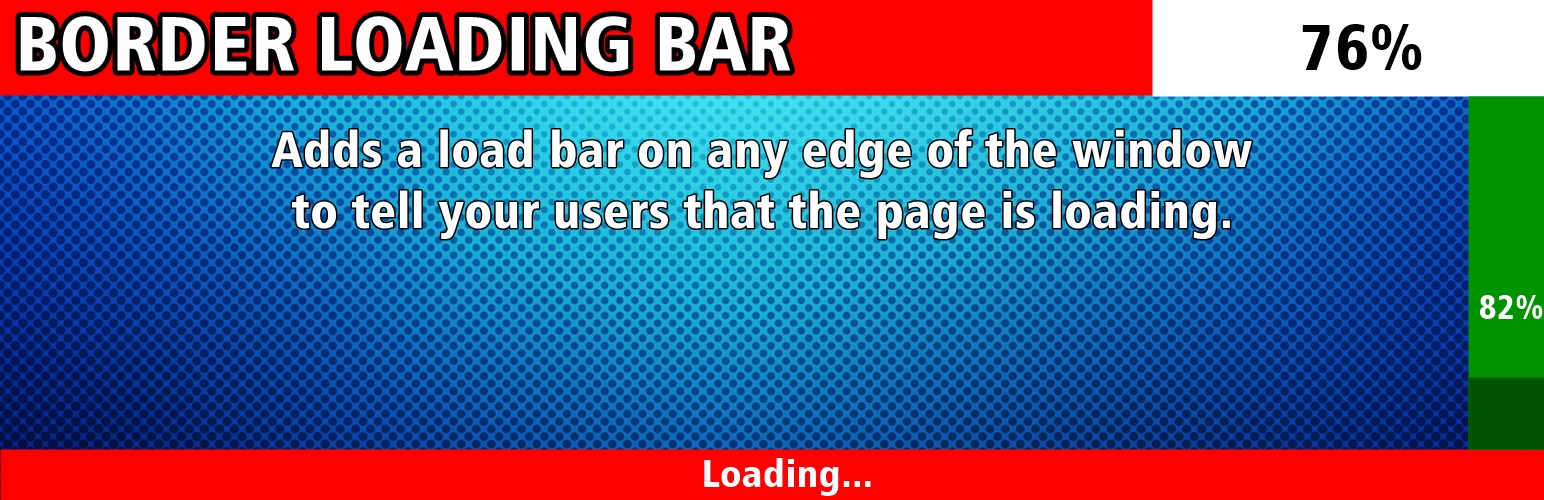 BORDER LOADING BAR
76%
Adds a load bar on any edge of the window
to tell your users that the page is loading.
82%
Loading...